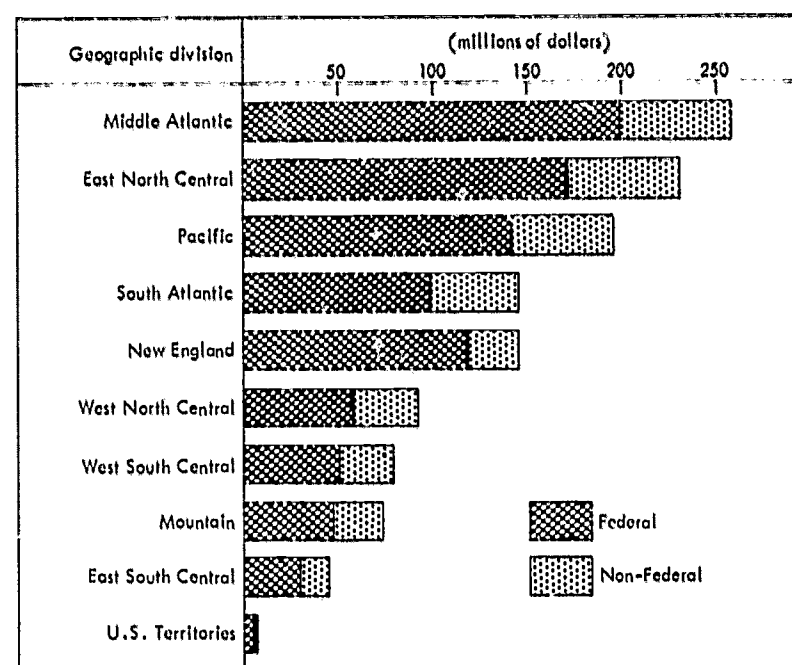 Geographic division
(millions of dollars)
50 100 150 200 250
Middle Atlantic
East North Central
Pacific
South Atlantic
New England
West North Central
West South Central
Mountain
East South Central
U.S. Territories
Federal
Non-Federal